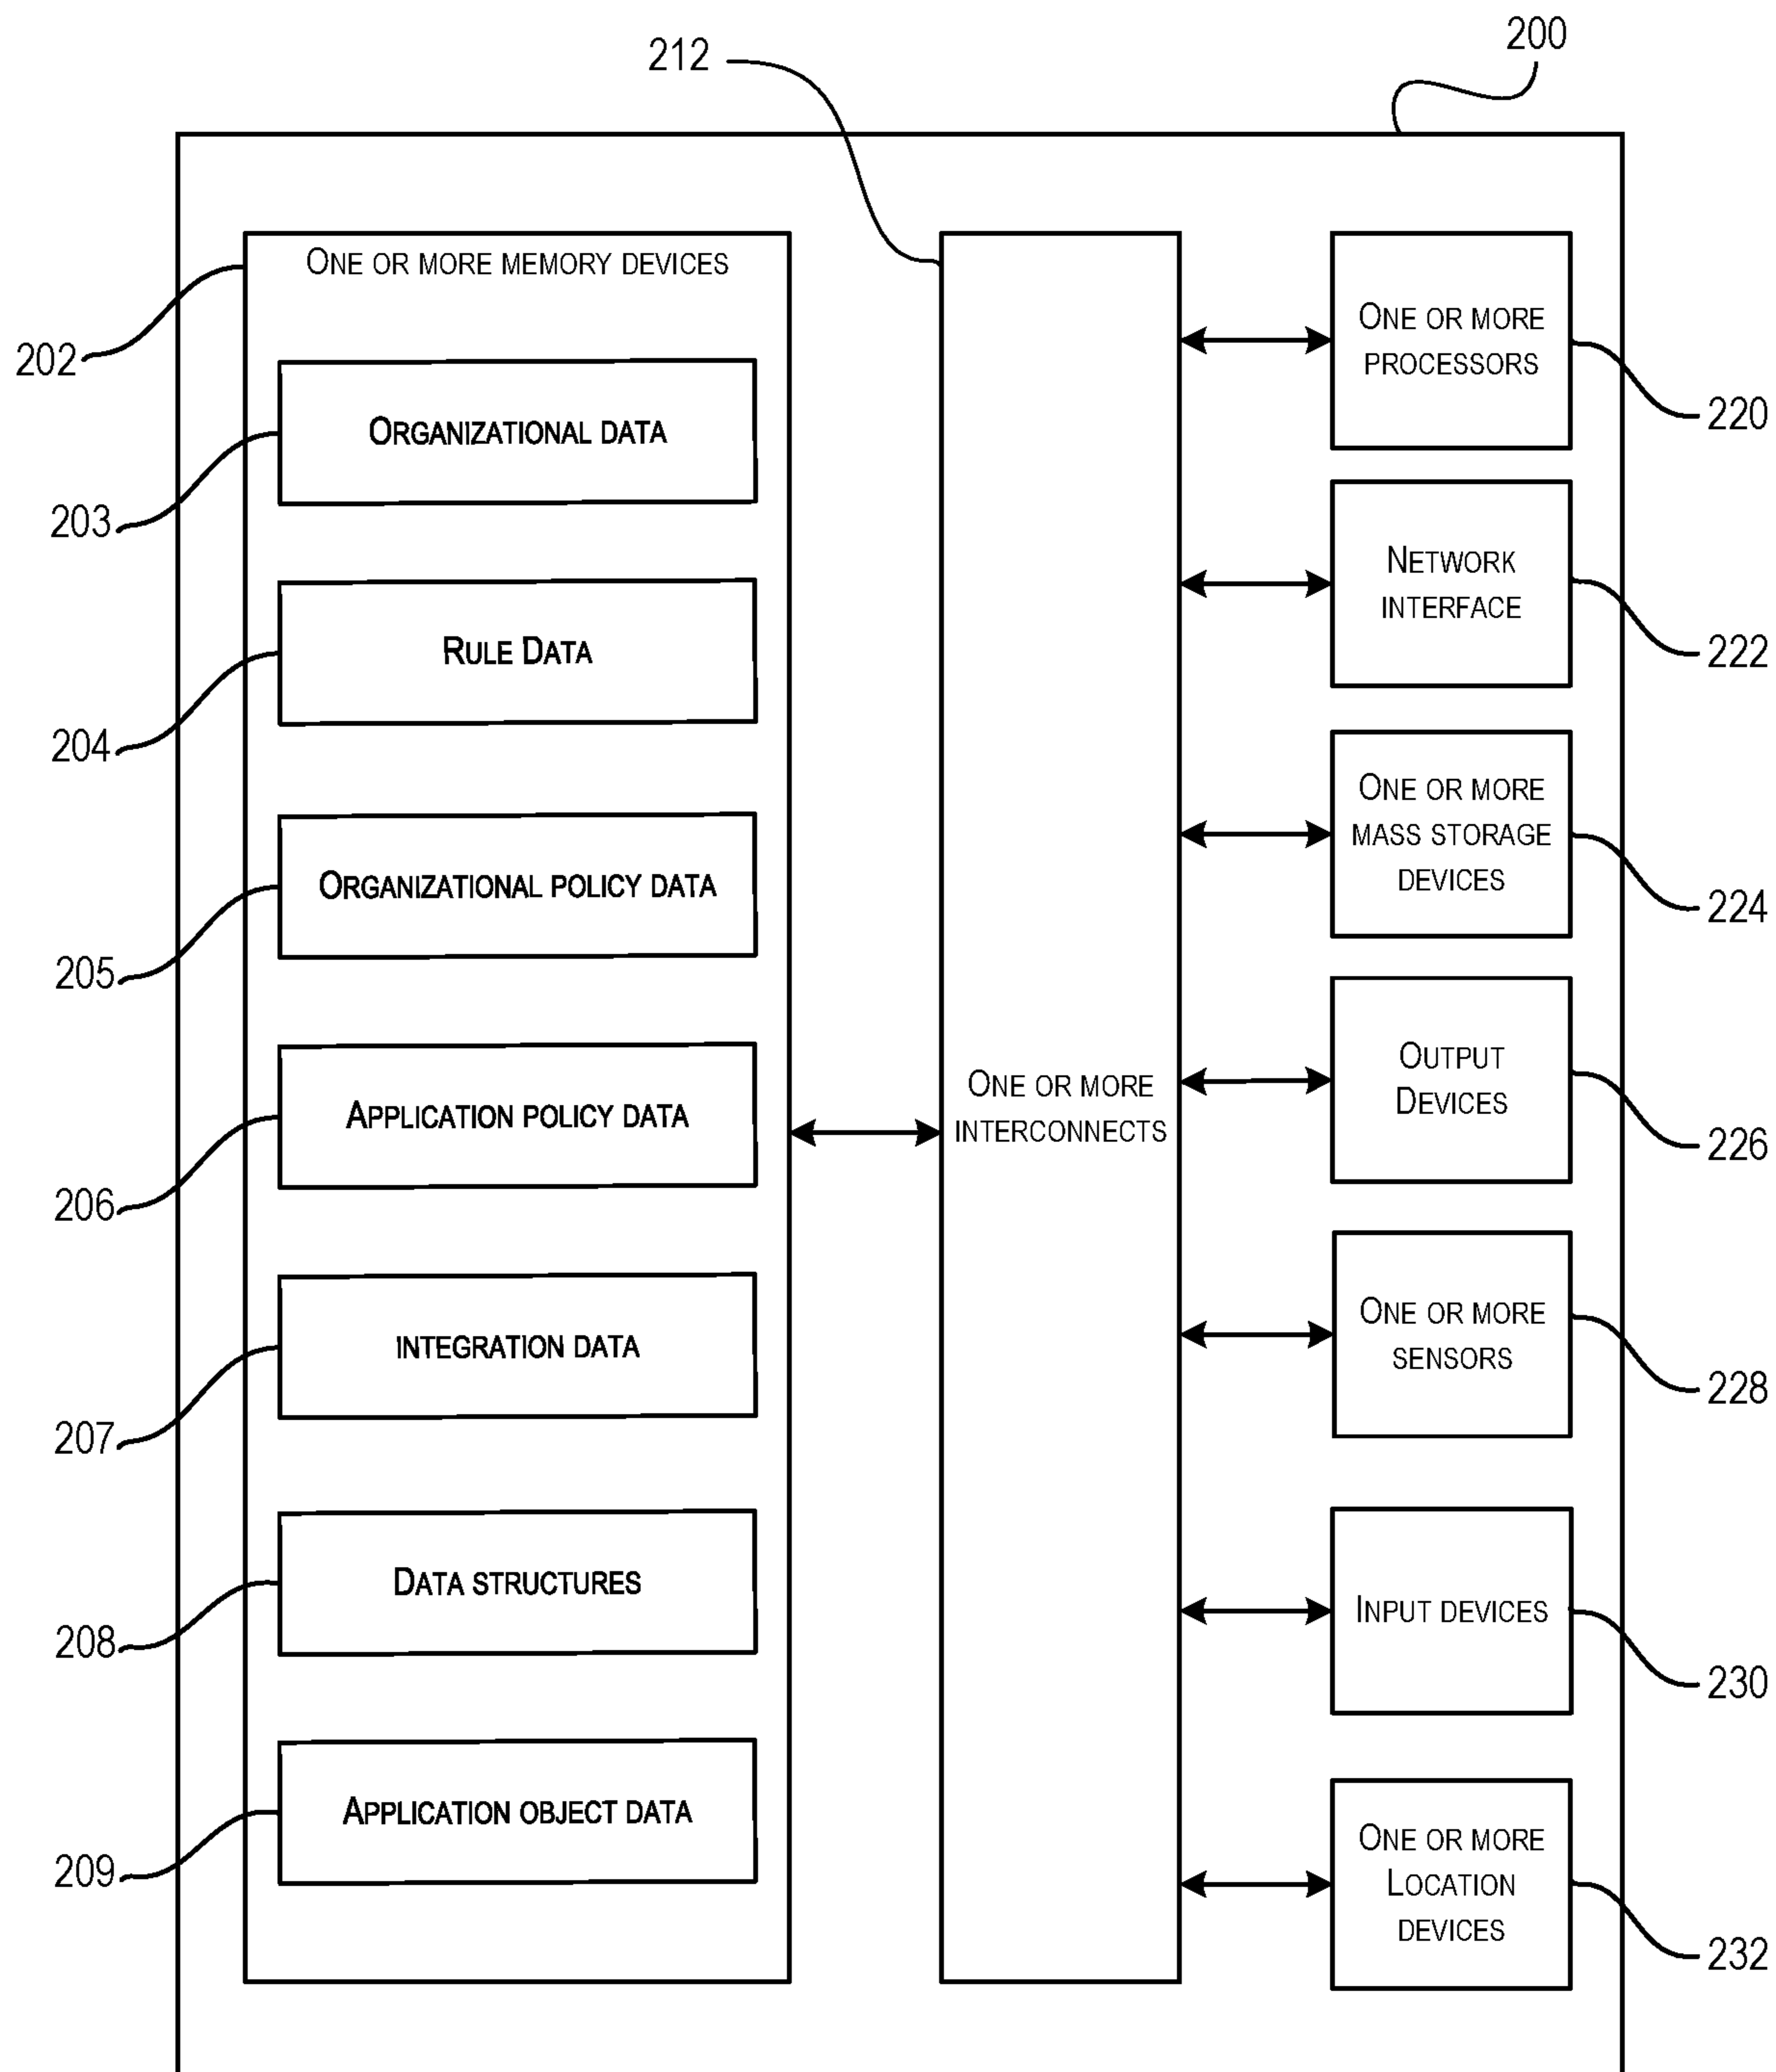 212
200
ONE OR MORE MEMORY DEVICES
202
ORGANIZATIONAL DATA
203
RULE DATA
204
ORGANIZATIONAL POLICY DATA
205
APPLICATION POLICY DATA
206
INTEGRATION DATA
207
DATA STRUCTURES
208
APPLICATION OBJECT DATA
209
ONE OR MORE
INTERCONNECTS
ONE OR MORE
PROCESSORS
220
NETWORK
INTERFACE
222
ONE OR MORE
MASS STORAGE
DEVICES
224
OUTPUT
DEVICES
226
ONE OR MORE
SENSORS
228
INPUT DEVICES
230
ONE OR MORE
LOCATION
DEVICES
232